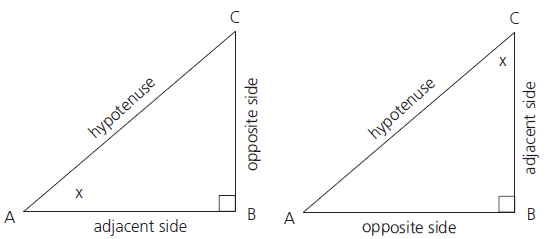 C
hypotenuse
opposite side
x
A
B
adjacent side
C
x
hypotenuse
adjacent side
A
B
opposite side